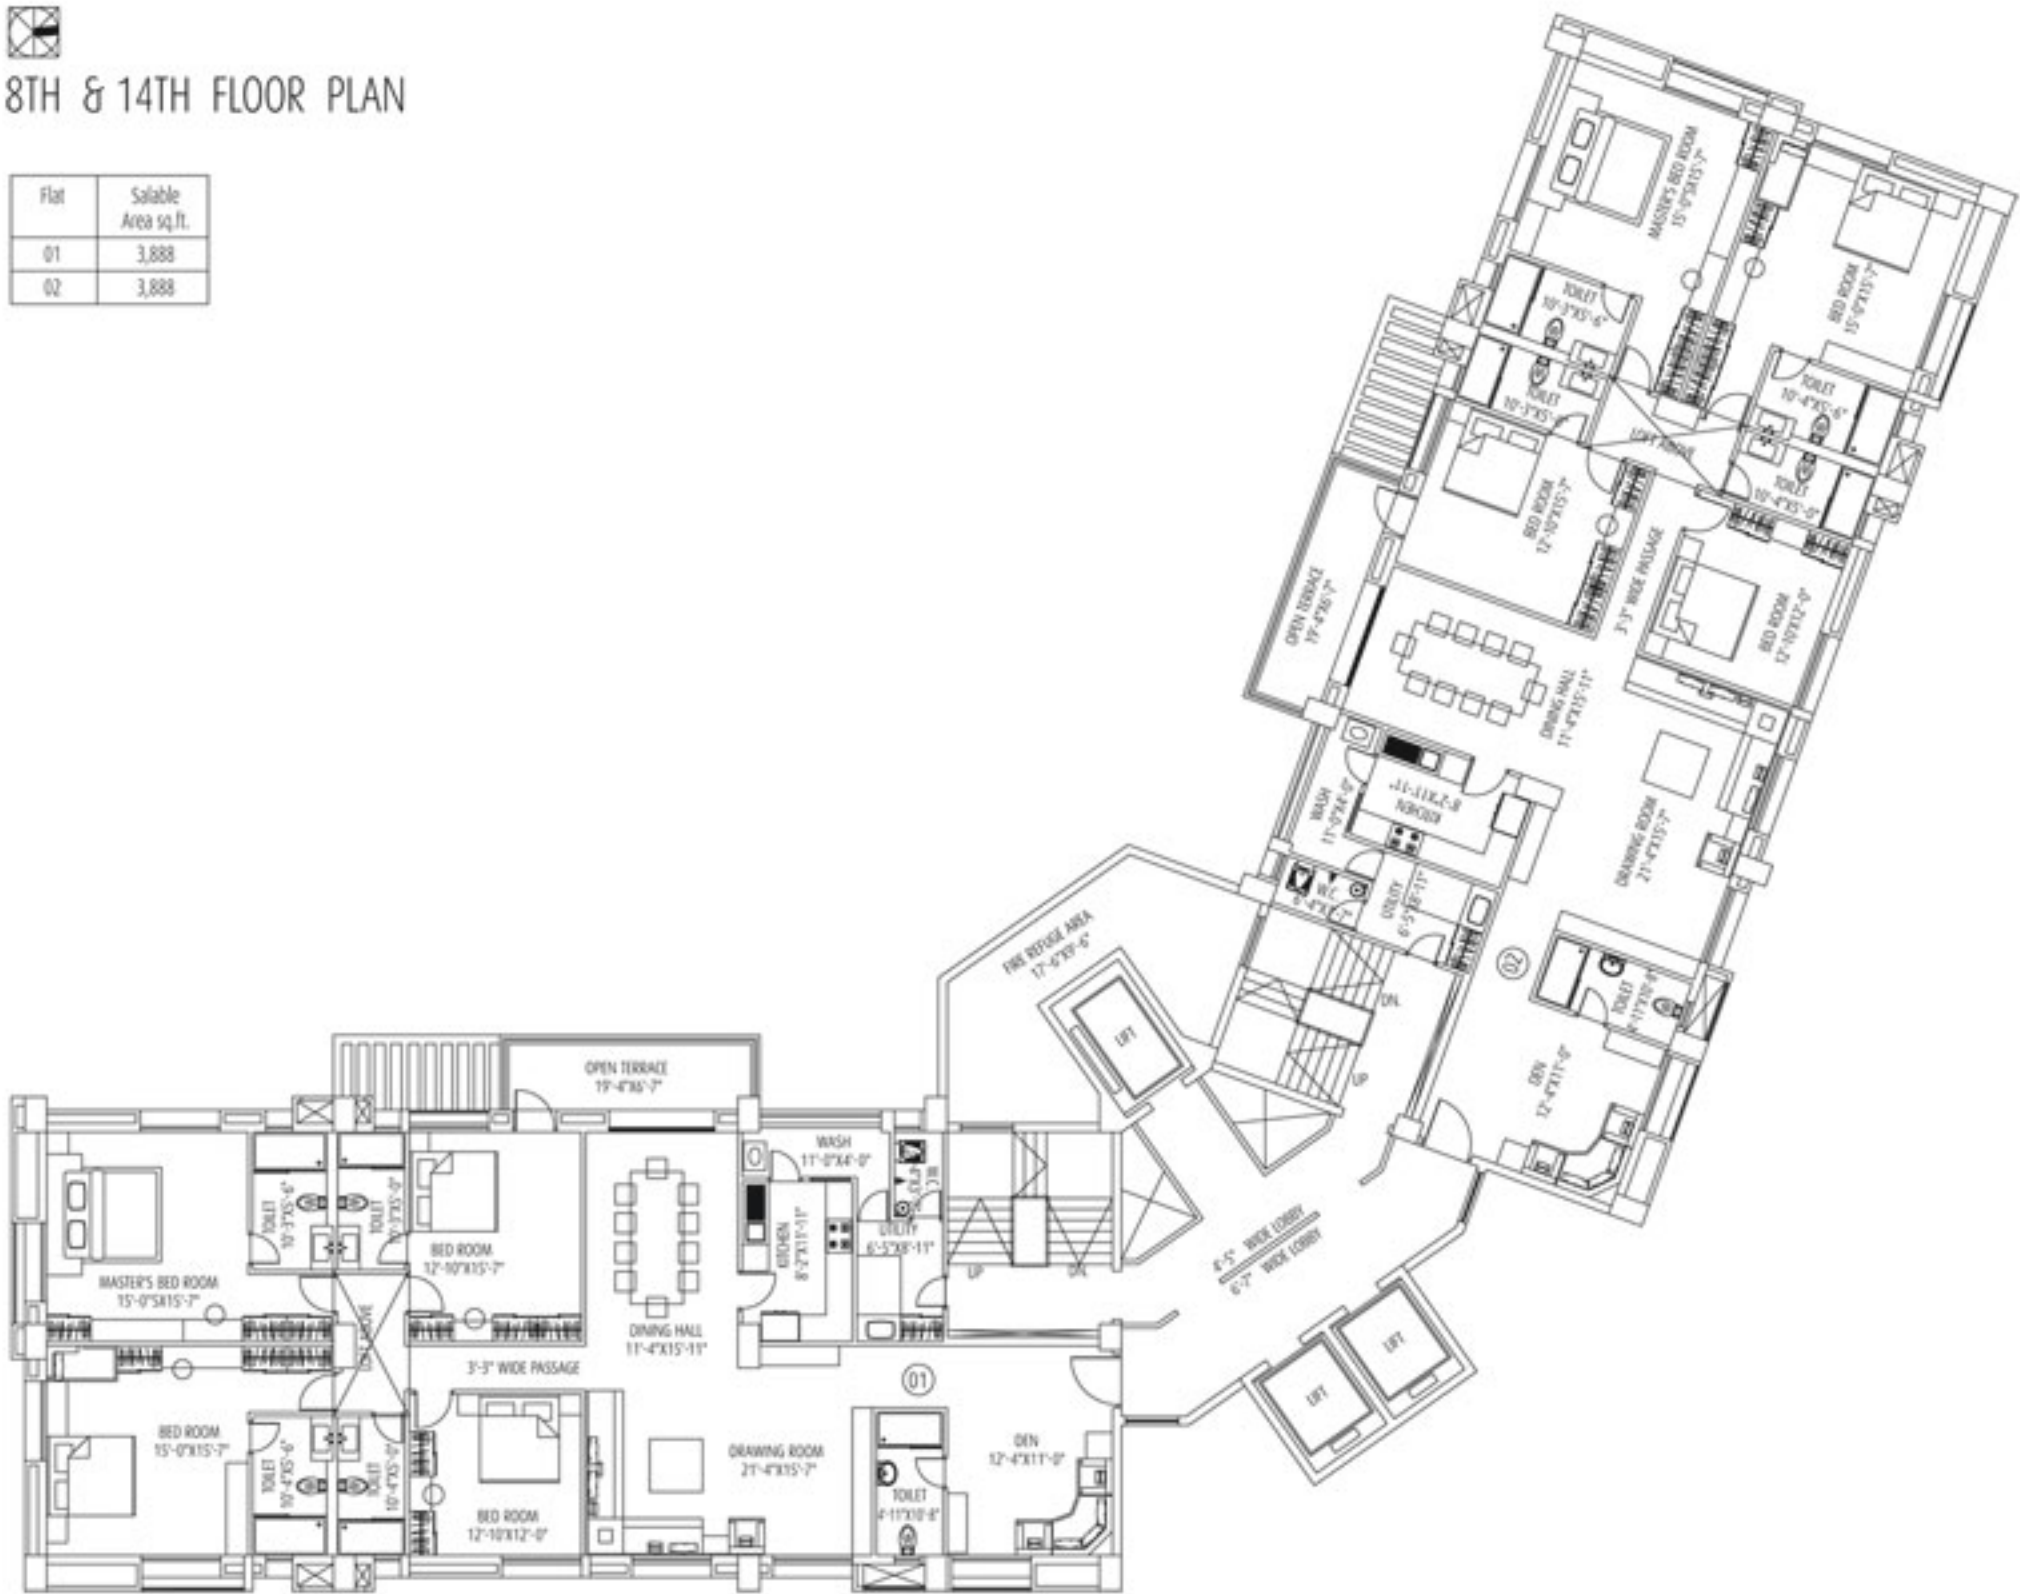 8TH & 14TH FLOOR PLAN
Flat
Salable
Area sq.ft.
01
3,888
02
3,888
MASTER'S BED ROOM
15'-0"5X15'-7"
BED ROOM
15'-0"X15'-7"
TOILET
10'-3"X5'-6"
TOILET
TOILET
10'-4"X5'-6"
TOILET
10'-4"X5'-0"
LOFT ABOVE
BED ROOM
12'-10"X15'-7"
3'-3" WIDE PASSAGE
BED ROOM
12'-10"X12'-0"
OPEN TERRACE
19'-4"X6'-7"
DINING HALL
11'-4"X15'-11"
WASH
11'-0"X4'-0"
KITCHEN
8'-2"X11'-11"
DRAWING ROOM
21'-4"X15'-7"
W.C.
UTILITY
6'-5"X8'-11"
02
TOILET
4'-11"X10'-8"
DEN
12'-4"X11'-0"
DN.
UP
FIRE REFUGE AREA
17'-6"X9'-6"
LIFT
4'-5" WIDE LOBBY
6'-2" WIDE LOBBY
LIFT
LIFT
OPEN TERRACE
19'-4"X6'-7"
WASH
11'-0"X4'-0"
W.C.
MASTER'S BED ROOM
15'-0"5X15'-7"
TOILET
10'-3"X5'-6"
TOILET
10'-3"X5'-0"
BED ROOM
12'-10"X15'-7"
DINING HALL
11'-4"X15'-11"
KITCHEN
8'-2"X11'-11"
UTILITY
6'-5"X8'-11"
UP
DN.
LOFT ABOVE
3'-3" WIDE PASSAGE
01
BED ROOM
15'-0"X15'-7"
TOILET
10'-4"X5'-6"
TOILET
10'-4"X5'-0"
BED ROOM
12'-10"X12'-0"
DRAWING ROOM
21'-4"X15'-7"
TOILET
4'-11"X10'-8"
DEN
12'-4"X11'-0"